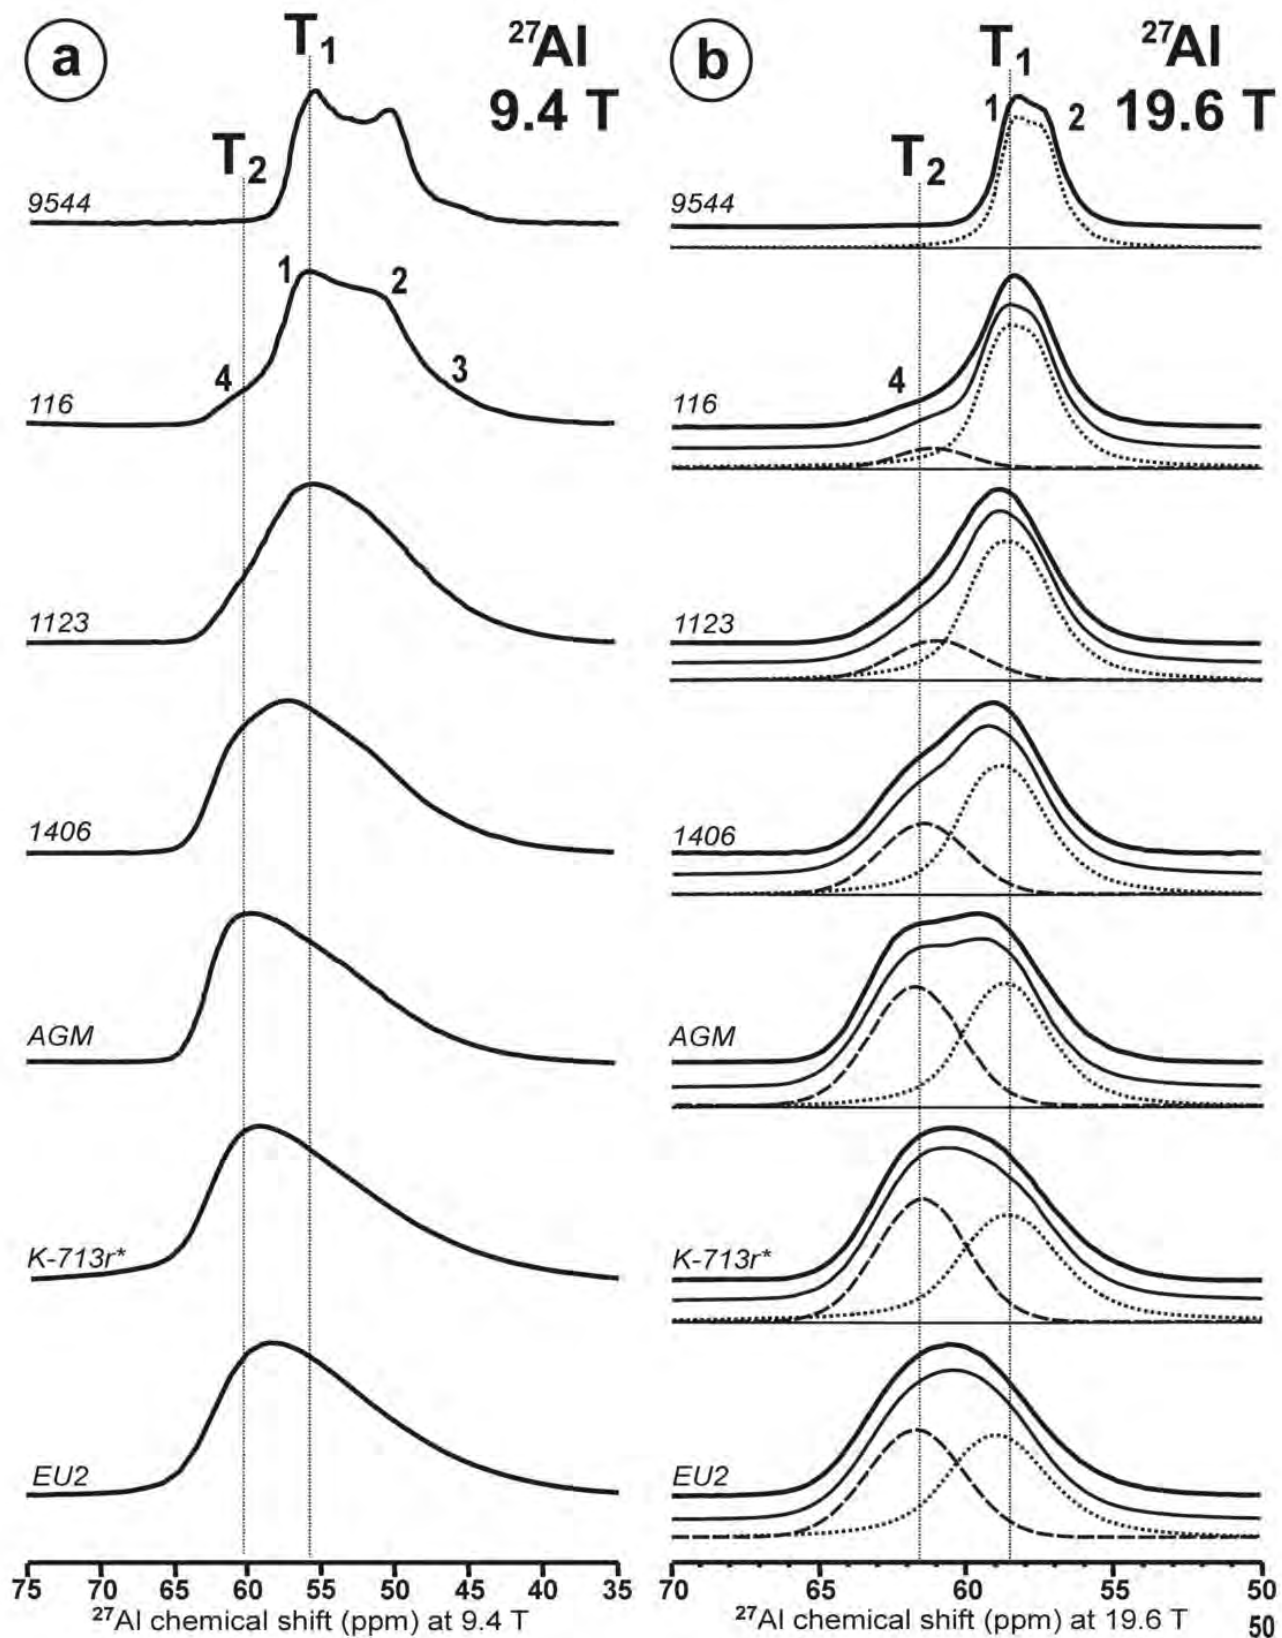 a
T1
27Al
9.4 T
T2
9544
1
2
4
3
116
1123
1406
AGM
K-713r*
EU2
75 70 65 60 55 50 45 40 35
27Al chemical shift (ppm) at 9.4 T
b
T1
27Al
19.6 T
1
2
T2
9544
4
116
1123
1406
AGM
K-713r*
EU2
70 65 60 55 50
27Al chemical shift (ppm) at 19.6 T
50